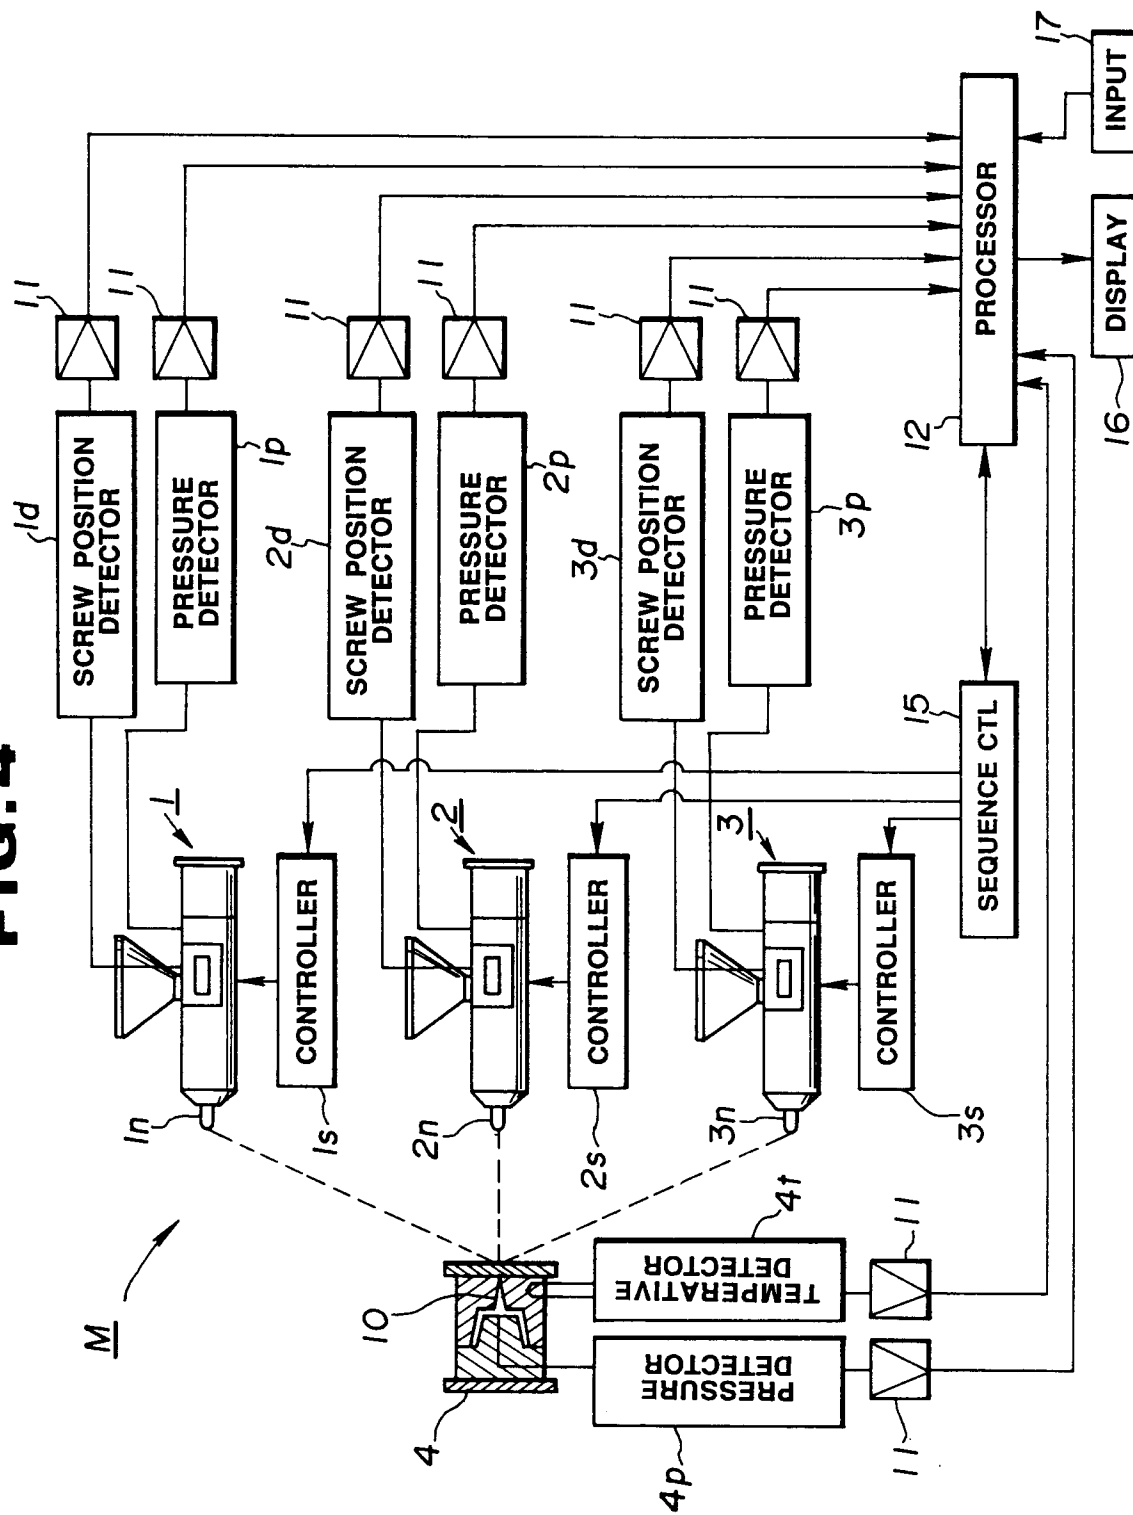 FIG.4
M
1
1n
1s
CONTROLLER
1d
SCREW POSITION
DETECTOR
11
1p
PRESSURE
DETECTOR
11
2
2n
2s
CONTROLLER
2d
SCREW POSITION
DETECTOR
11
2p
PRESSURE
DETECTOR
11
3
3n
3s
CONTROLLER
3d
SCREW POSITION
DETECTOR
11
3p
PRESSURE
DETECTOR
11
4
10
4t
TEMPERATIVE
DETECTOR
11
4p
PRESSURE
DETECTOR
11
15
SEQUENCE CTL
12
PROCESSOR
16
DISPLAY
17
INPUT